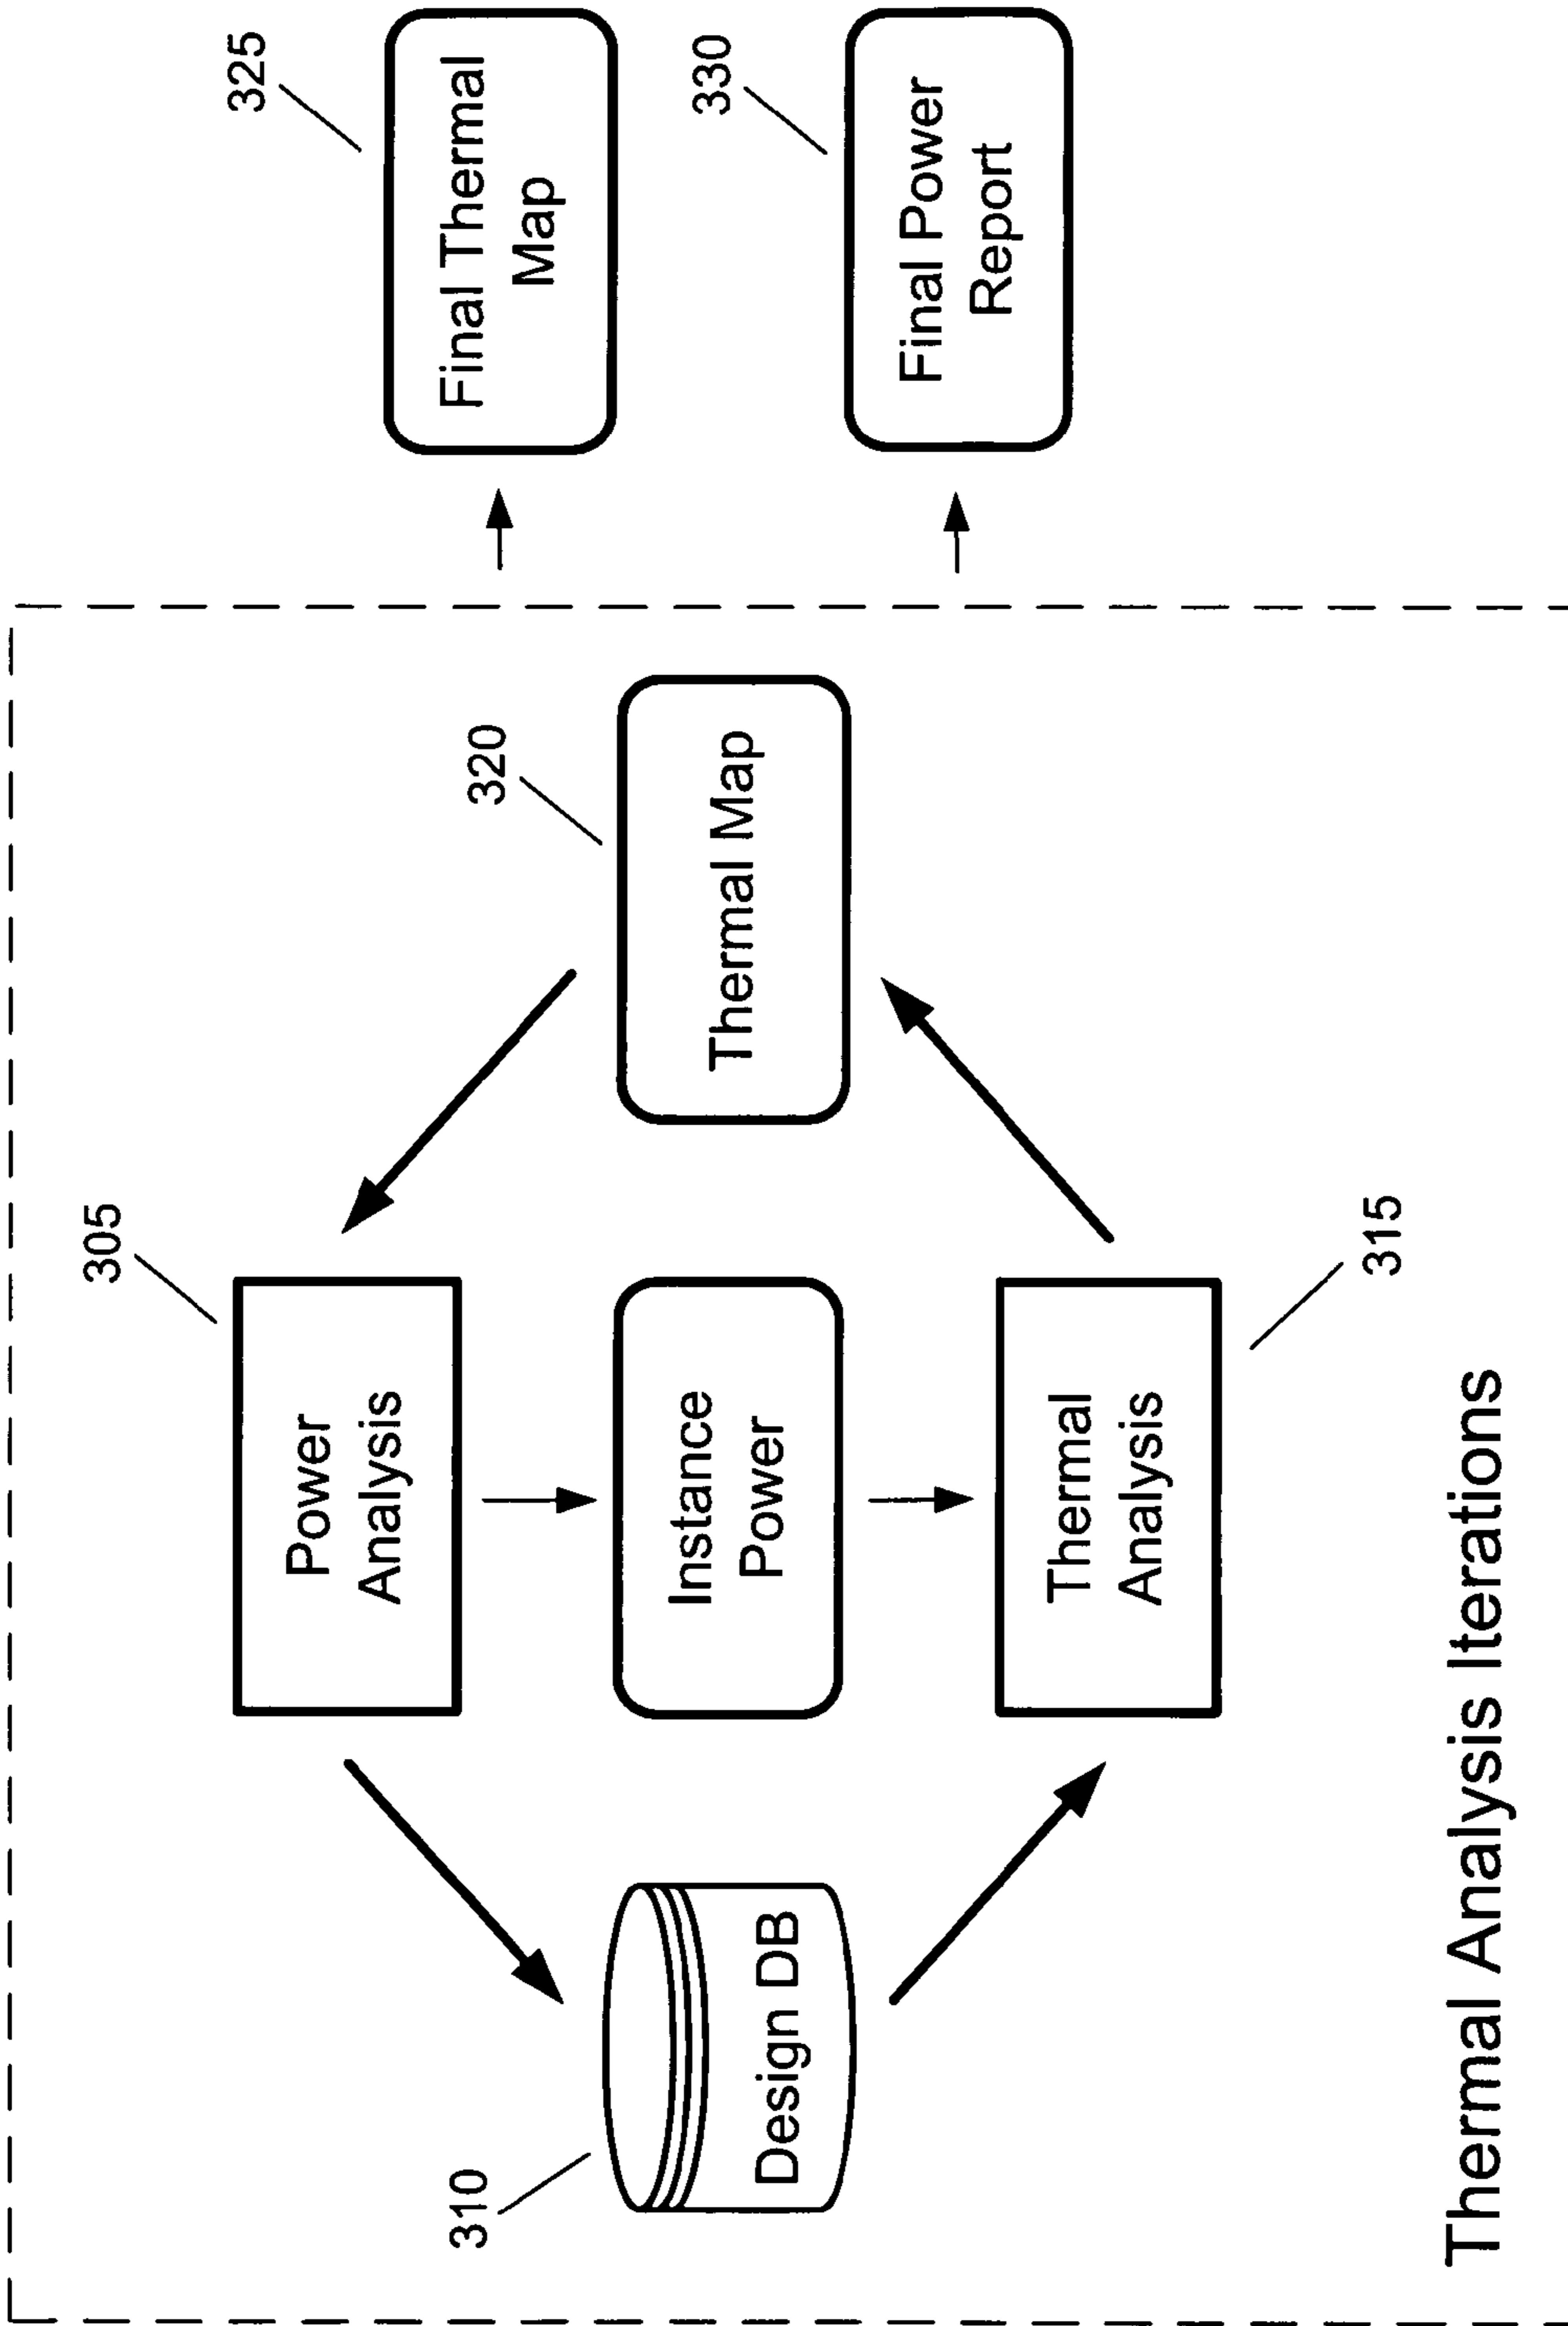 305
Power
Analysis
310
Design DB
Instance
Power
320
Thermal Map
Thermal
Analysis
315
Thermal Analysis Iterations
325
Final Thermal
Map
330
Final Power
Report